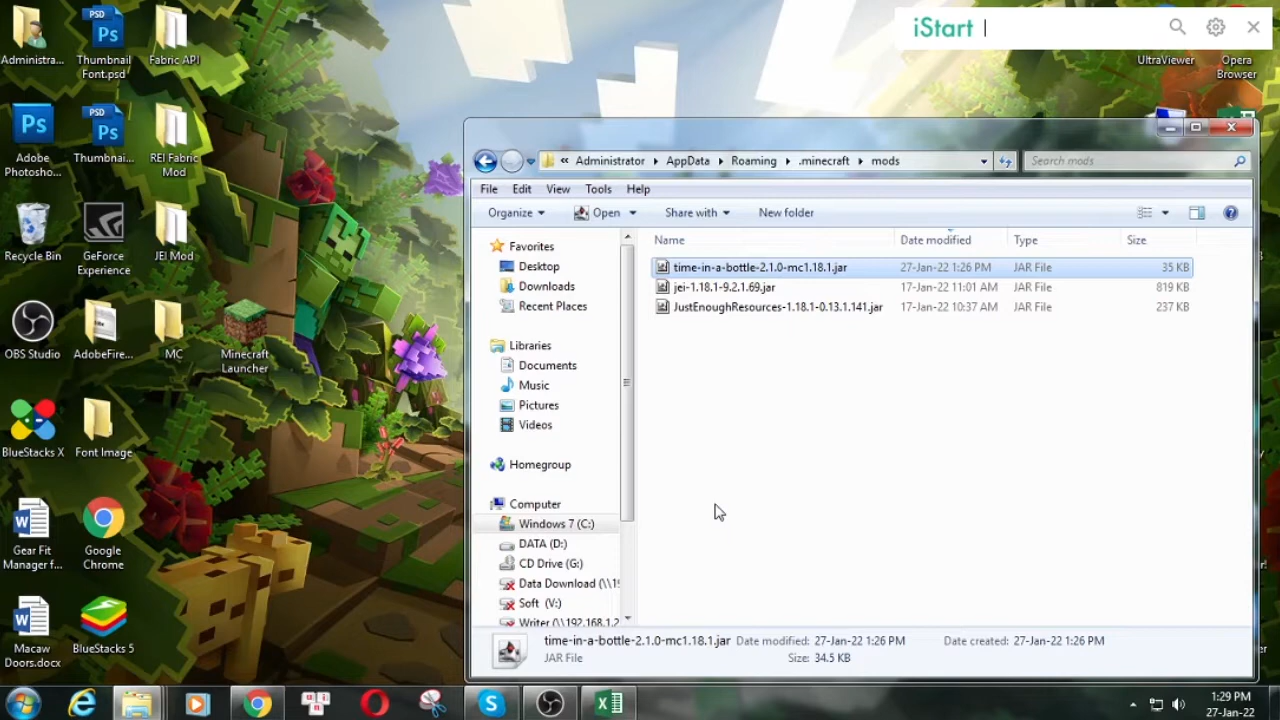 iStart
Administra...
Thumbnail
Font.psd
Fabric API
UltraViewer
Opera
Browser
Adobe
Photosho...
Thumbnai...
REI Fabric
Mod
Recycle Bin
GeForce
Experience
JEI Mod
OBS Studio
AdobeFire...
MC
Minecraft
Launcher
BlueStacks X
Font Image
Gear Fit
Manager f...
Google
Chrome
Macaw
Doors.docx
BlueStacks 5
« Administrator AppData Roaming .minecraft mods
Search mods
File Edit View Tools Help
Organize Open Share with New folder
Name Date modified Type Size
time-in-a-bottle-2.1.0-mc1.18.1.jar 27-Jan-22 1:26 PM JAR File 35 KB
jei-1.18.1-9.2.1.69.jar 17-Jan-22 11:01 AM JAR File 819 KB
JustEnoughResources-1.18.1-0.13.1.141.jar 17-Jan-22 10:37 AM JAR File 237 KB
Favorites
Desktop
Downloads
Recent Places
Libraries
Documents
Music
Pictures
Videos
Homegroup
Computer
Windows 7 (C:)
DATA (D:)
CD Drive (G:)
Data Download (\\19
Soft (V:)
Writer (\\192.168.1.2
time-in-a-bottle-2.1.0-mc1.18.1.jar Date modified: 27-Jan-22 1:26 PM Date created: 27-Jan-22 1:26 PM
JAR File Size: 34.5 KB
1:29 PM
27-Jan-22